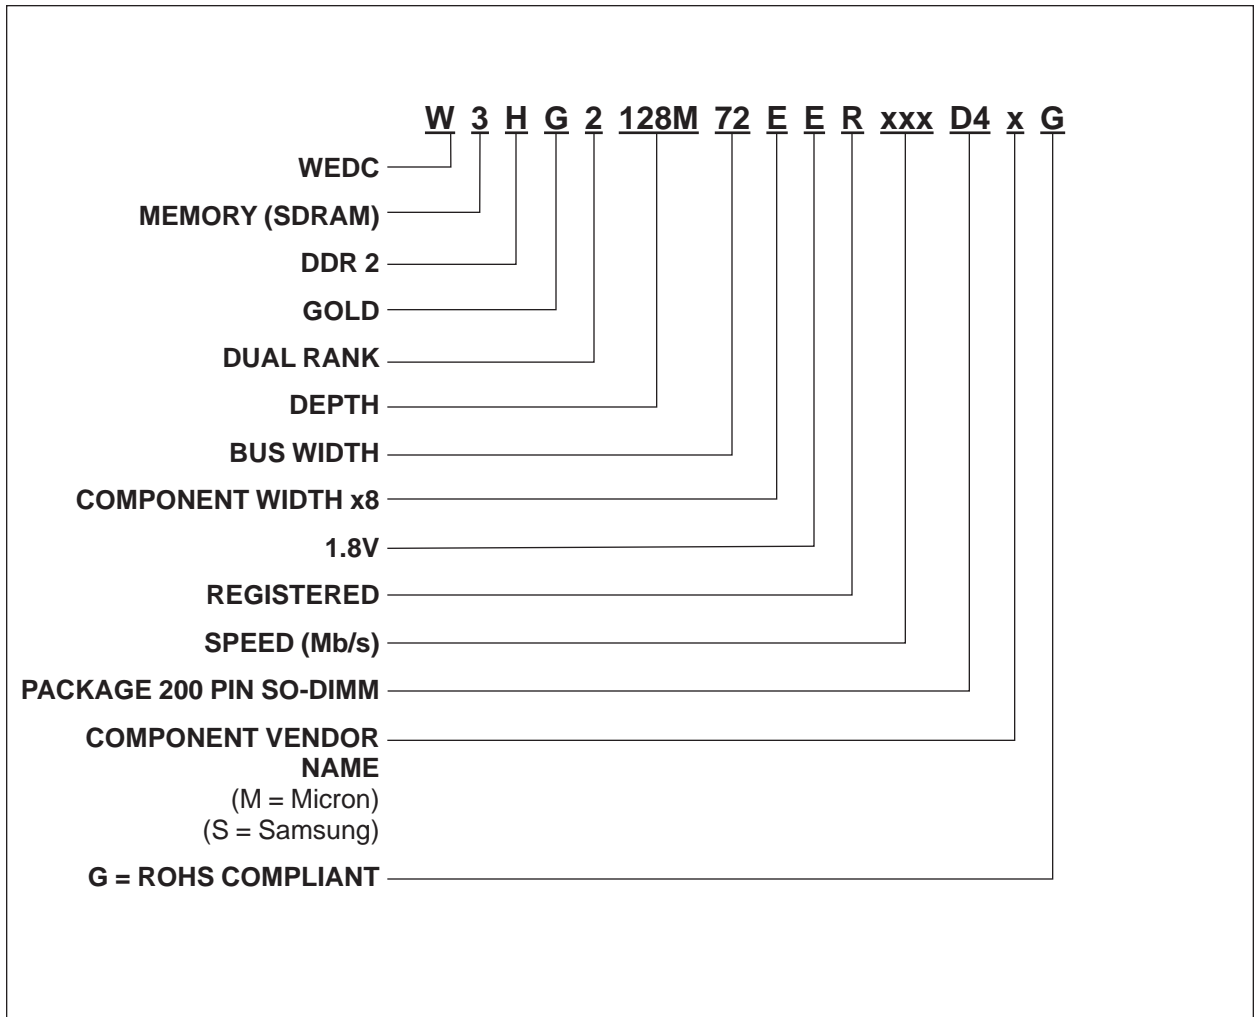 W 3 H G 2 128M 72 E E R xxx D4 x G
WEDC
MEMORY (SDRAM)
DDR 2
GOLD
DUAL RANK
DEPTH
BUS WIDTH
COMPONENT WIDTH x8
1.8V
REGISTERED
SPEED (Mb/s)
PACKAGE 200 PIN SO-DIMM
COMPONENT VENDOR
NAME
(M = Micron)
(S = Samsung)
G = ROHS COMPLIANT